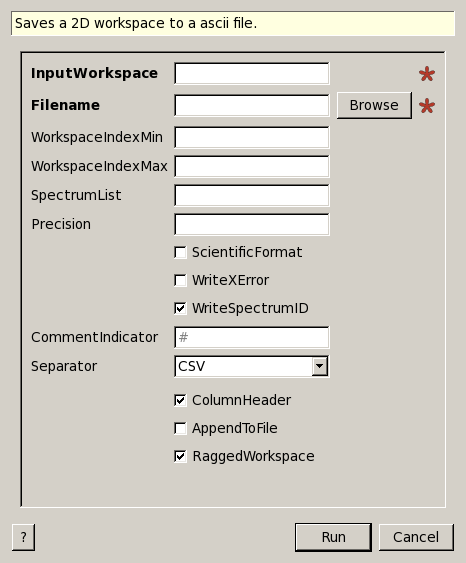 Saves a 2D workspace to a ascii file.
InputWorkspace
Filename Browse
WorkspaceIndexMin
WorkspaceIndexMax
SpectrumList
Precision
ScientificFormat
WriteXError
WriteSpectrumID
CommentIndicator #
Separator CSV
ColumnHeader
AppendToFile
RaggedWorkspace
? Run Cancel